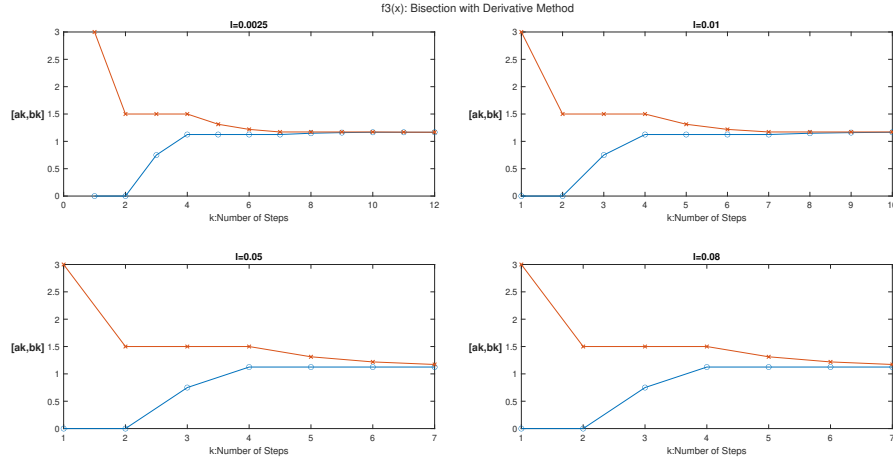 f3(x): Bisection with Derivative Method
l=0.0025
3
2.5
2
[ak,bk]
1.5
1
0.5
0
0 2 4 6 8 10 12
k:Number of Steps
l=0.01
3
2.5
2
[ak,bk]
1.5
1
0.5
0
1 2 3 4 5 6 7 8 9 10
k:Number of Steps
l=0.05
3
2.5
2
[ak,bk]
1.5
1
0.5
0
1 2 3 4 5 6 7
k:Number of Steps
l=0.08
3
2.5
2
[ak,bk]
1.5
1
0.5
0
1 2 3 4 5 6 7
k:Number of Steps